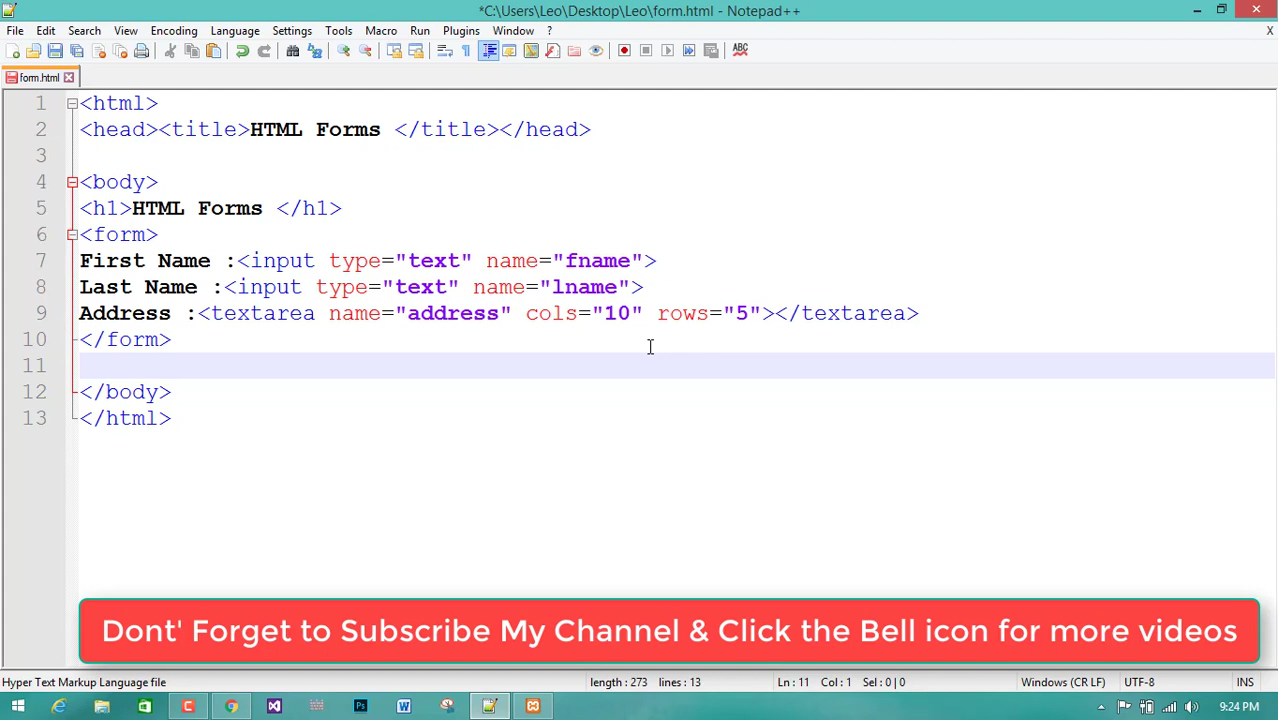 *C:\Users\Leo\Desktop\Leo\form.html - Notepad++
File Edit Search View Encoding Language Settings Tools Macro Run Plugins Window ? X
ABC
form.html
1 <html>
2 <head><title>HTML Forms </title></head>
3
4 <body>
5 <h1>HTML Forms </h1>
6 <form>
7 First Name :<input type="text" name="fname">
8 Last Name :<input type="text" name="lname">
9 Address :<textarea name="address" cols="10" rows="5"></textarea>
10 </form>
11
12 </body>
13 </html>
Dont' Forget to Subscribe My Channel & Click the Bell icon for more videos
Hyper Text Markup Language file length : 273 lines : 13 Ln : 11 Col : 1 Sel : 0 | 0 Windows (CR LF) UTF-8 INS
9:24 PM